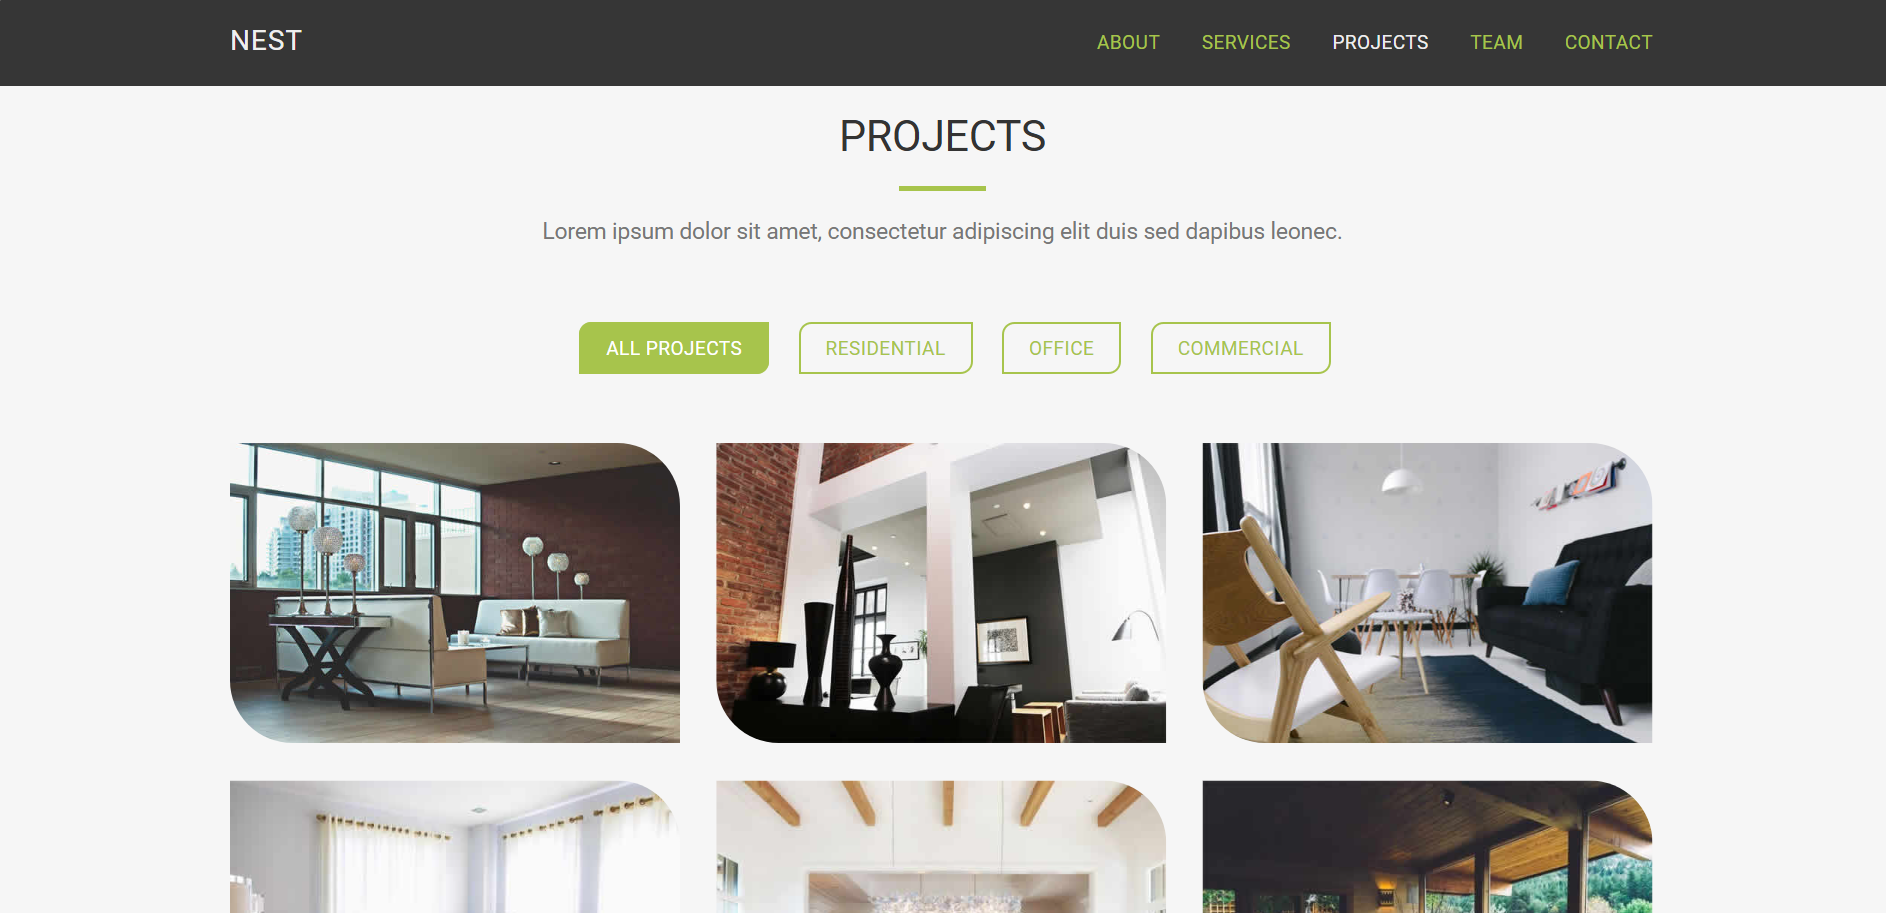 NEST
ABOUT SERVICES PROJECTS TEAM CONTACT
PROJECTS
Lorem ipsum dolor sit amet, consectetur adipiscing elit duis sed dapibus leonec.
ALL PROJECTS RESIDENTIAL OFFICE COMMERCIAL